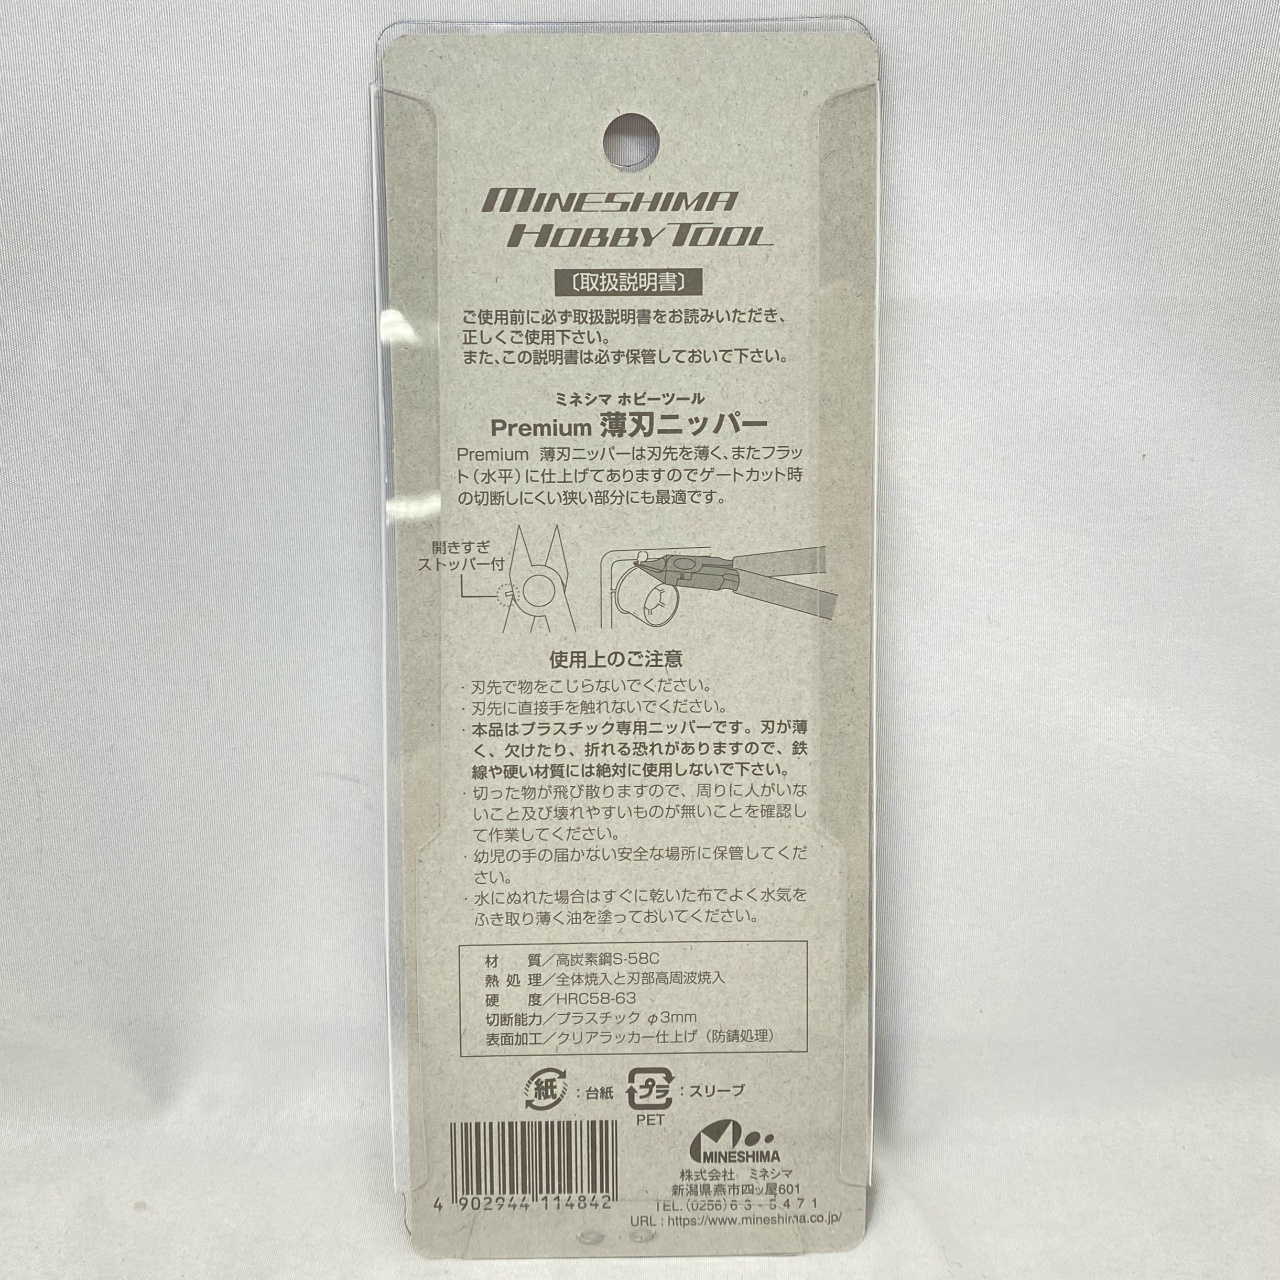 MINESHIMA
HOBBY TOOL
〔取扱説明書〕
ご使用前に必ず取扱説明書をお読みいただき、
正しくご使用下さい。
また、この説明書は必ず保管しておいて下さい。
ミネシマ ホビーツール
Premium 薄刃ニッパー
Premium 薄刃ニッパーは刃先を薄く、またフラッ
ト（水平）に仕上げてありますのでゲートカット時
の切断しにくい狭い部分にも最適です。
開きすぎ
ストッパー付
使用上のご注意
・刃先で物をこじらないでください。
・刃先に直接手を触れないでください。
・本品はプラスチック専用ニッパーです。刃が薄
く、欠けたり、折れる恐れがありますので、鉄
線や硬い材質には絶対に使用しないで下さい。
・切った物が飛び散りますので、周りに人がいな
いこと及び壊れやすいものが無いことを確認し
て作業してください。
・幼児の手の届かない安全な場所に保管してくだ
さい。
・水にぬれた場合はすぐに乾いた布でよく水気を
ふき取り薄く油を塗っておいてください。
材 質／高炭素鋼S-58C
熱処理／全体焼入と刃部高周波焼入
硬 度／HRC58-63
切断能力／プラスチック φ3mm
表面加工／クリアラッカー仕上げ（防錆処理）
紙：台紙 プラ：スリーブ
PET
MINESHIMA
株式会社 ミネシマ
新潟県燕市四ッ屋601
TEL.(0256)63-5471
URL：https://www.mineshima.co.jp/
4 902944 114842